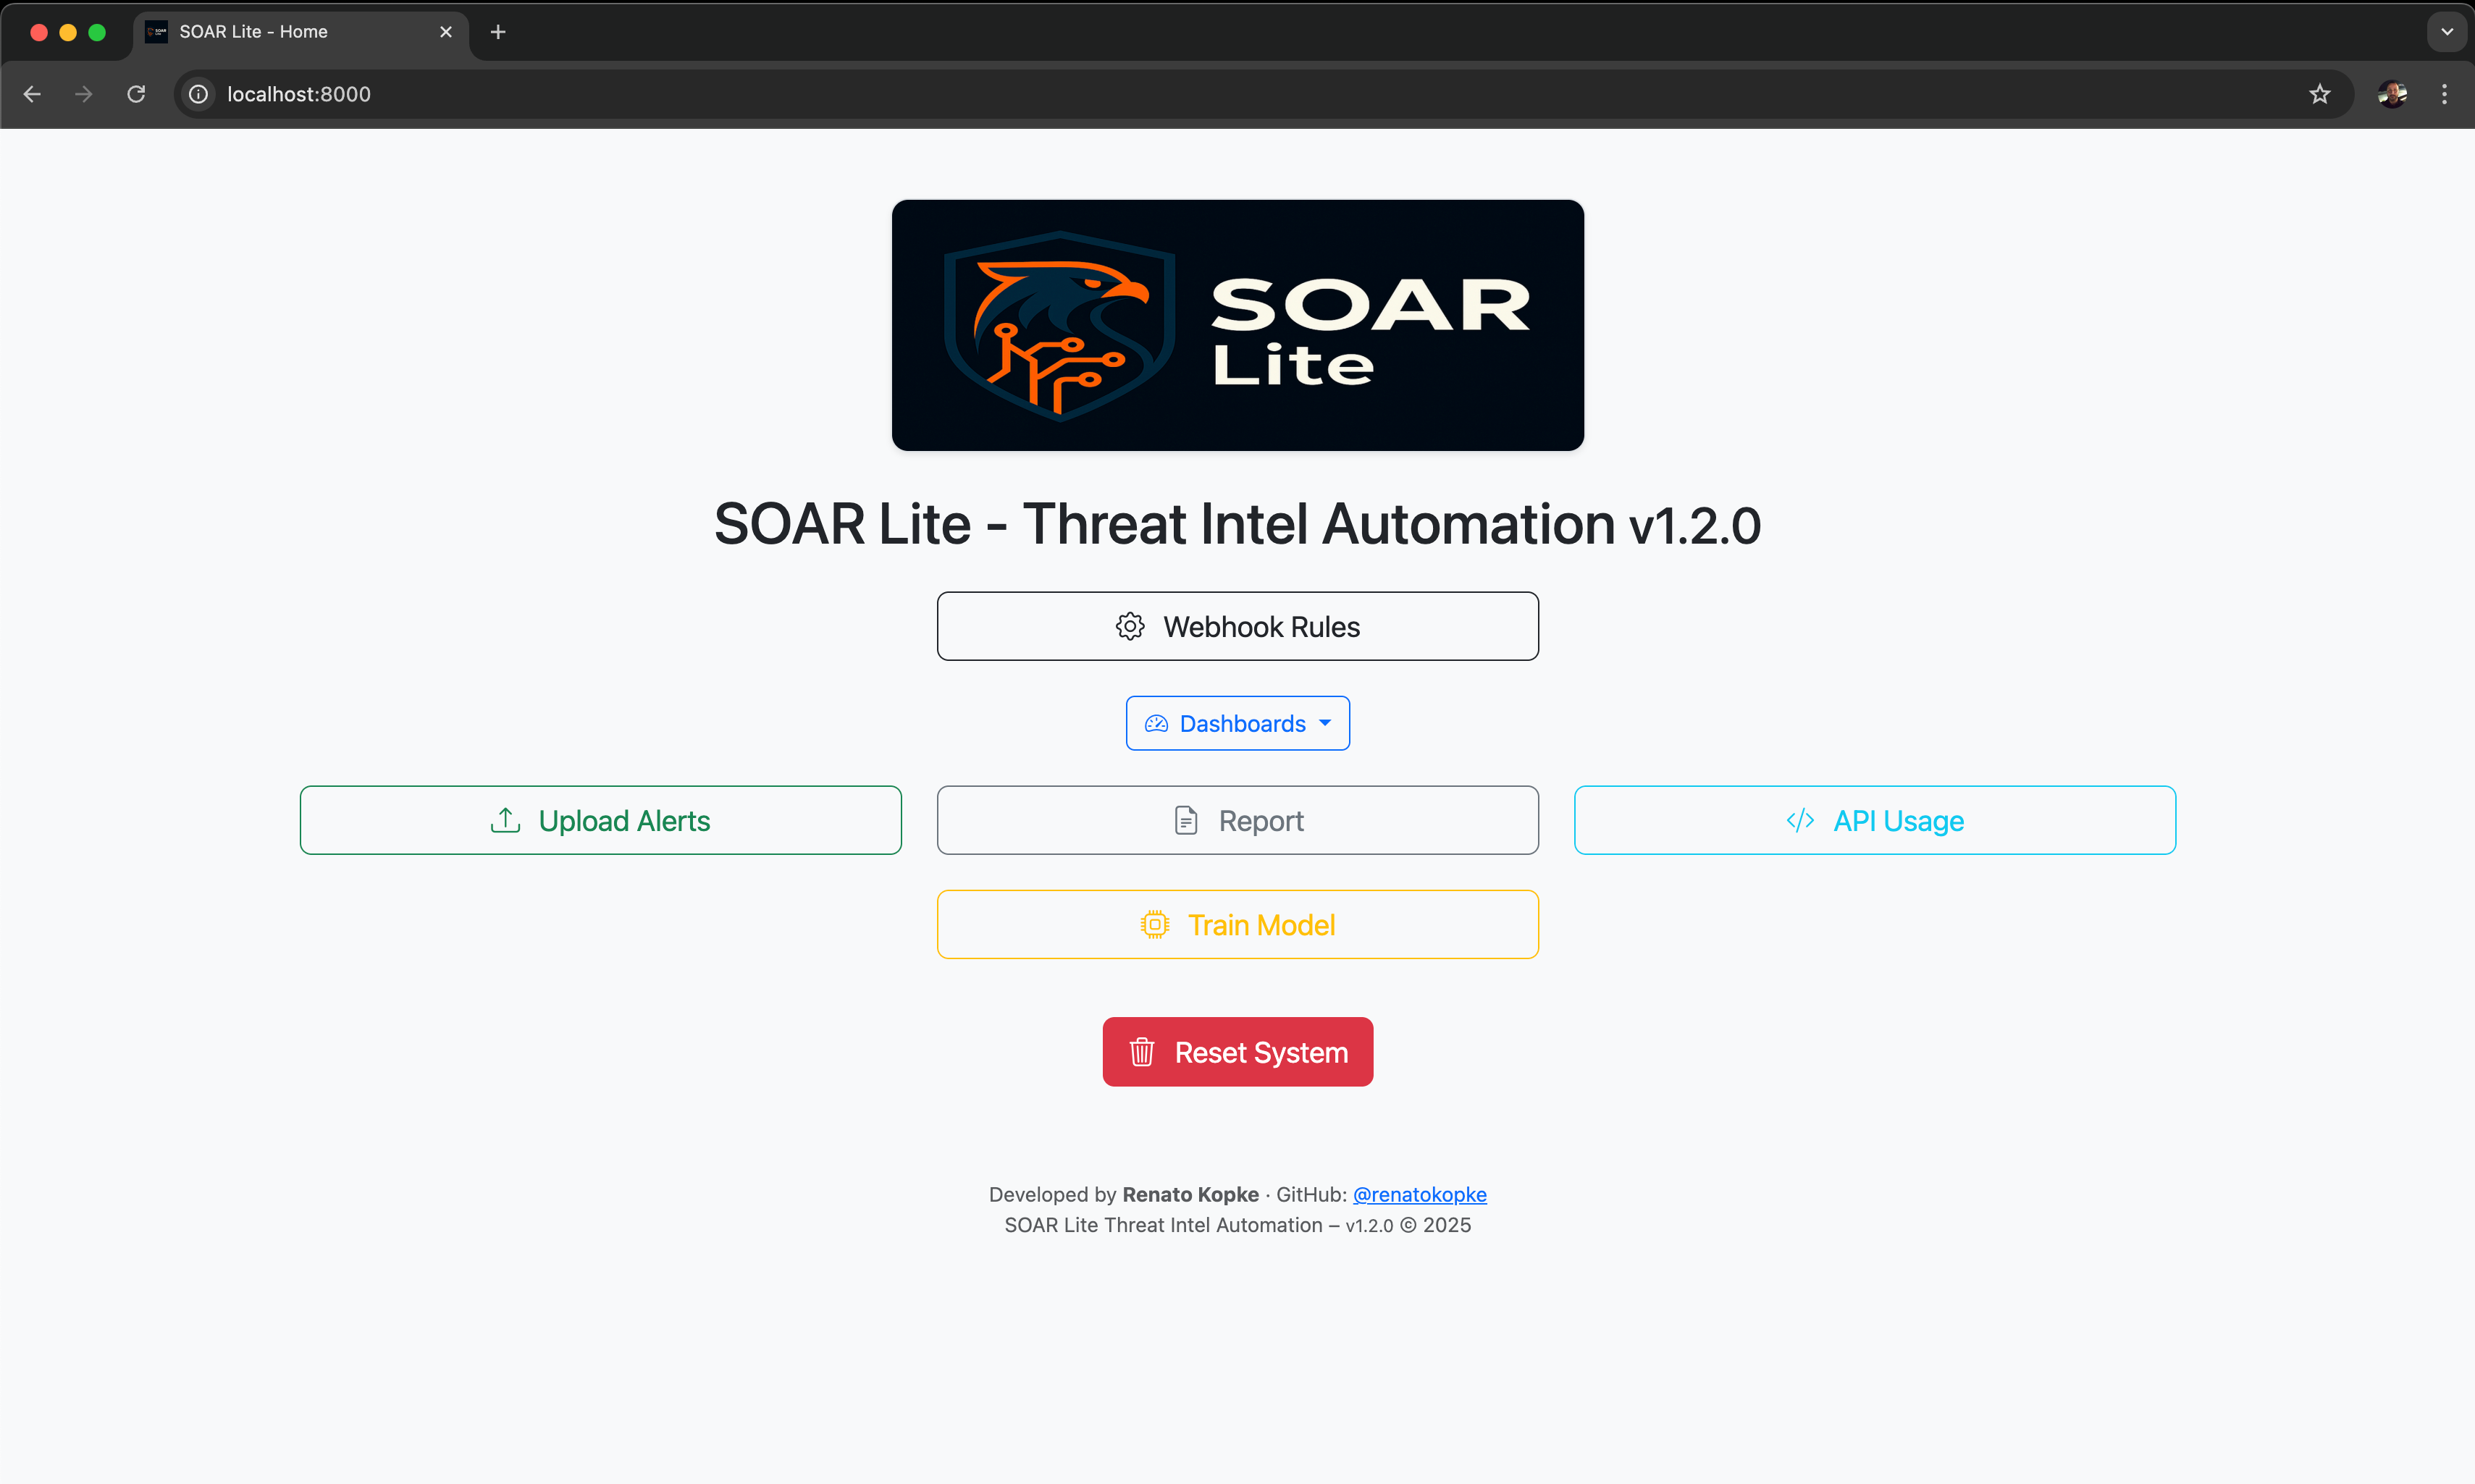 SOAR Lite - Home
localhost:8000
SOAR
Lite
SOAR Lite - Threat Intel Automation v1.2.0
Webhook Rules
Dashboards
Upload Alerts
Report
API Usage
Train Model
Reset System
Developed by Renato Kopke · GitHub: @renatokopke
SOAR Lite Threat Intel Automation – v1.2.0 © 2025